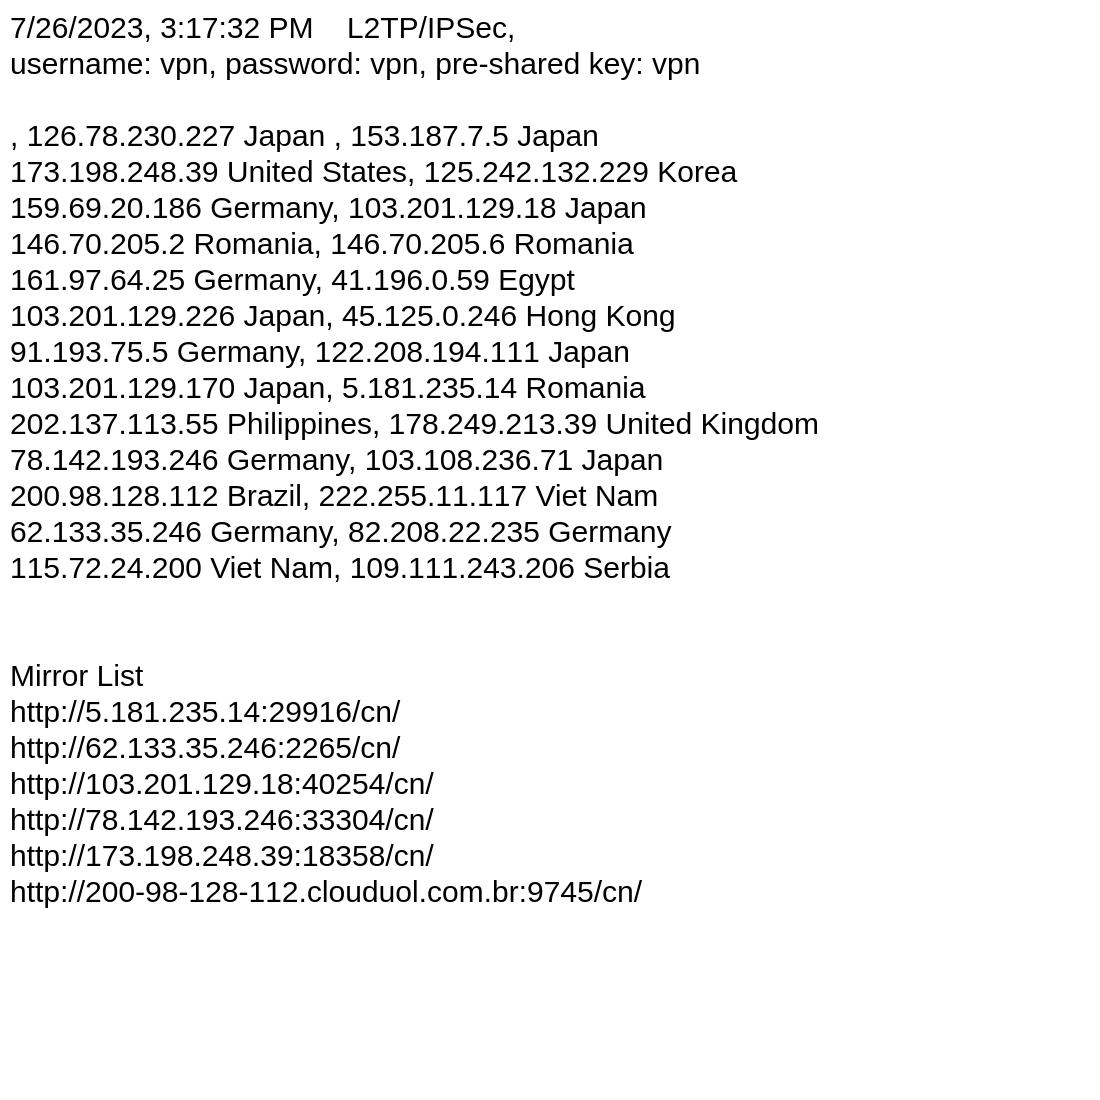 7/26/2023, 3:17:32 PM    L2TP/IPSec,
username: vpn, password: vpn, pre-shared key: vpn
, 126.78.230.227 Japan , 153.187.7.5 Japan
173.198.248.39 United States, 125.242.132.229 Korea
159.69.20.186 Germany, 103.201.129.18 Japan
146.70.205.2 Romania, 146.70.205.6 Romania
161.97.64.25 Germany, 41.196.0.59 Egypt
103.201.129.226 Japan, 45.125.0.246 Hong Kong
91.193.75.5 Germany, 122.208.194.111 Japan
103.201.129.170 Japan, 5.181.235.14 Romania
202.137.113.55 Philippines, 178.249.213.39 United Kingdom
78.142.193.246 Germany, 103.108.236.71 Japan
200.98.128.112 Brazil, 222.255.11.117 Viet Nam
62.133.35.246 Germany, 82.208.22.235 Germany
115.72.24.200 Viet Nam, 109.111.243.206 Serbia
Mirror List
http://5.181.235.14:29916/cn/
http://62.133.35.246:2265/cn/
http://103.201.129.18:40254/cn/
http://78.142.193.246:33304/cn/
http://173.198.248.39:18358/cn/
http://200-98-128-112.clouduol.com.br:9745/cn/